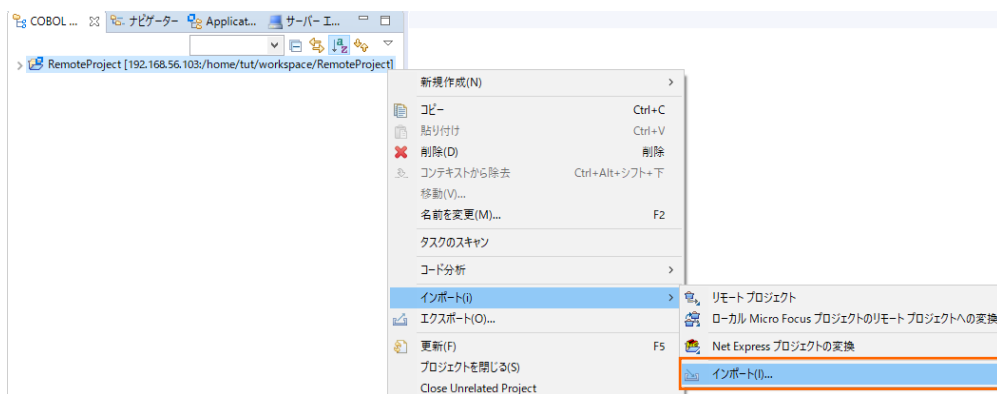 COBOL ... ナビゲーター Applicat... サーバー エ...
RemoteProject [192.168.56.103:/home/tut/workspace/RemoteProject]
新規作成(N)
コピー Ctrl+C
貼り付け Ctrl+V
削除(D) 削除
コンテキストから除去 Ctrl+Alt+シフト+下
移動(V)...
名前を変更(M)... F2
タスクのスキャン
コード分析
インポート(i)
リモート プロジェクト
エクスポート(O)...
ローカル Micro Focus プロジェクトのリモート プロジェクトへの変換
更新(F) F5
Net Express プロジェクトの変換
プロジェクトを閉じる(S)
インポート(I)...
Close Unrelated Project